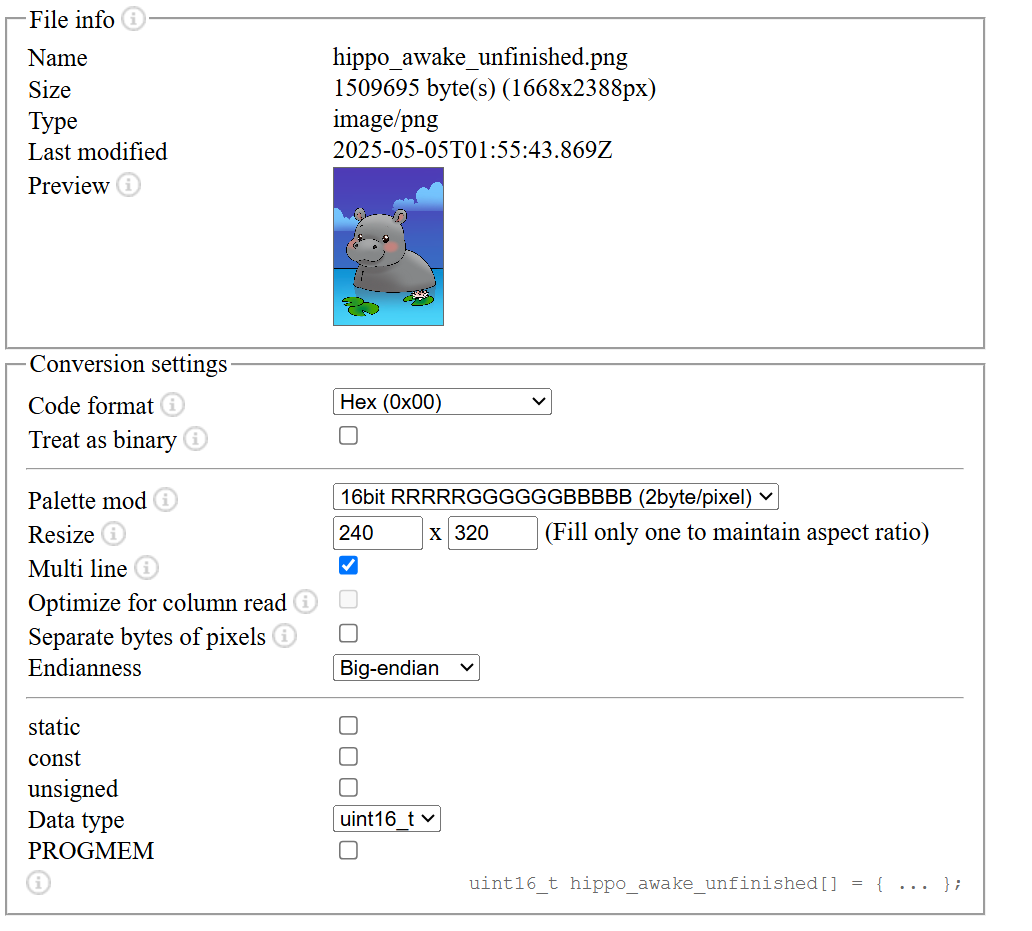 File info
Name hippo_awake_unfinished.png
Size 1509695 byte(s) (1668x2388px)
Type image/png
Last modified 2025-05-05T01:55:43.869Z
Preview
Conversion settings
Code format Hex (0x00)
Treat as binary
Palette mod 16bit RRRRRGGGGGGBBBBB (2byte/pixel)
Resize 240 x 320 (Fill only one to maintain aspect ratio)
Multi line
Optimize for column read
Separate bytes of pixels
Endianness Big-endian
static
const
unsigned
Data type uint16_t
PROGMEM
uint16_t hippo_awake_unfinished[] = { ... };